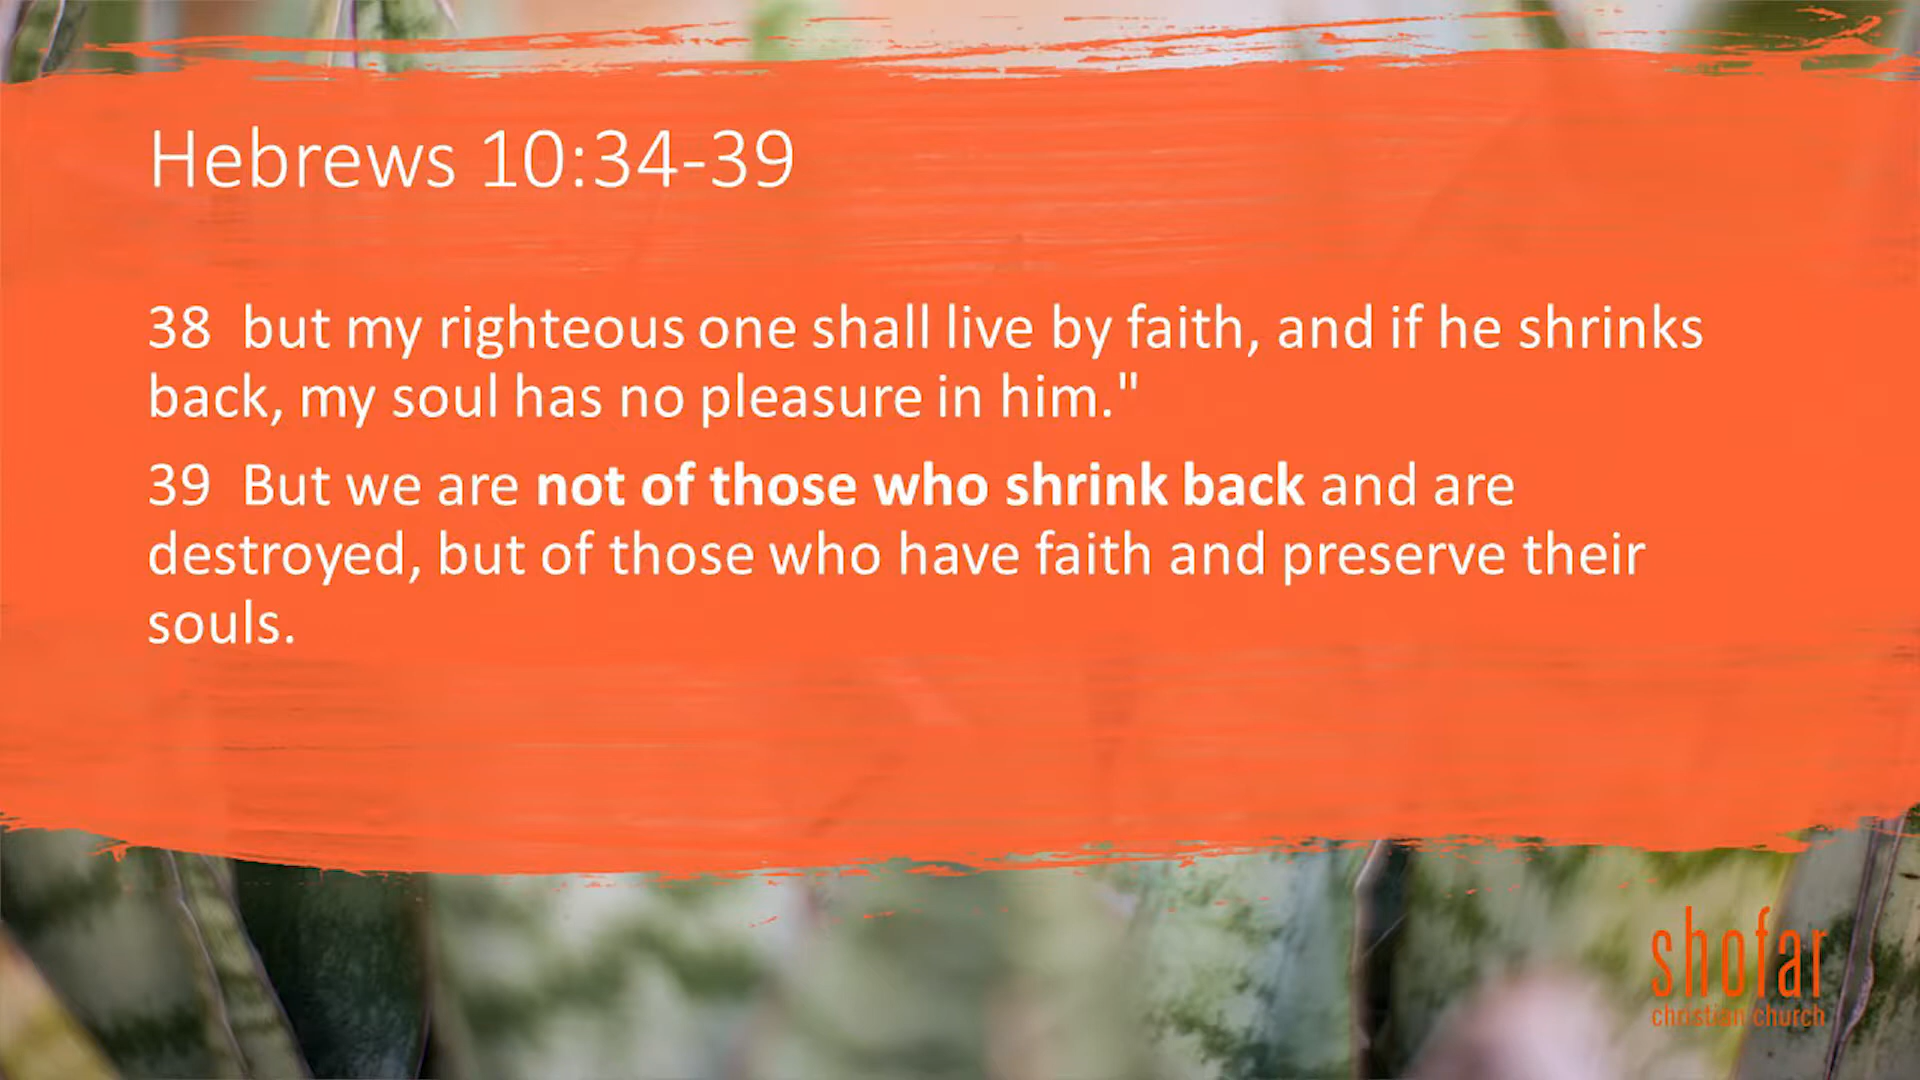 Hebrews 10:34-39
38  but my righteous one shall live by faith, and if he shrinks
back, my soul has no pleasure in him."
39  But we are not of those who shrink back and are
destroyed, but of those who have faith and preserve their
souls.
shofar
christian church